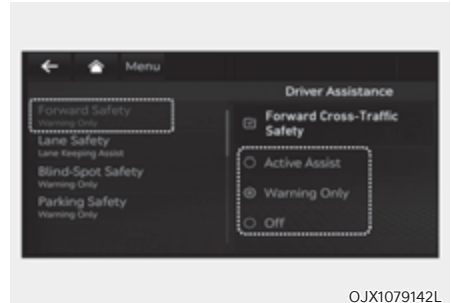 Menu
Driver Assistance
Forward Safety
Warning Only
Lane Safety
Lane Keeping Assist
Blind-Spot Safety
Warning Only
Parking Safety
Warning Only
Forward Cross-Traffic
Safety
Active Assist
Warning Only
Off
OJX1079142L